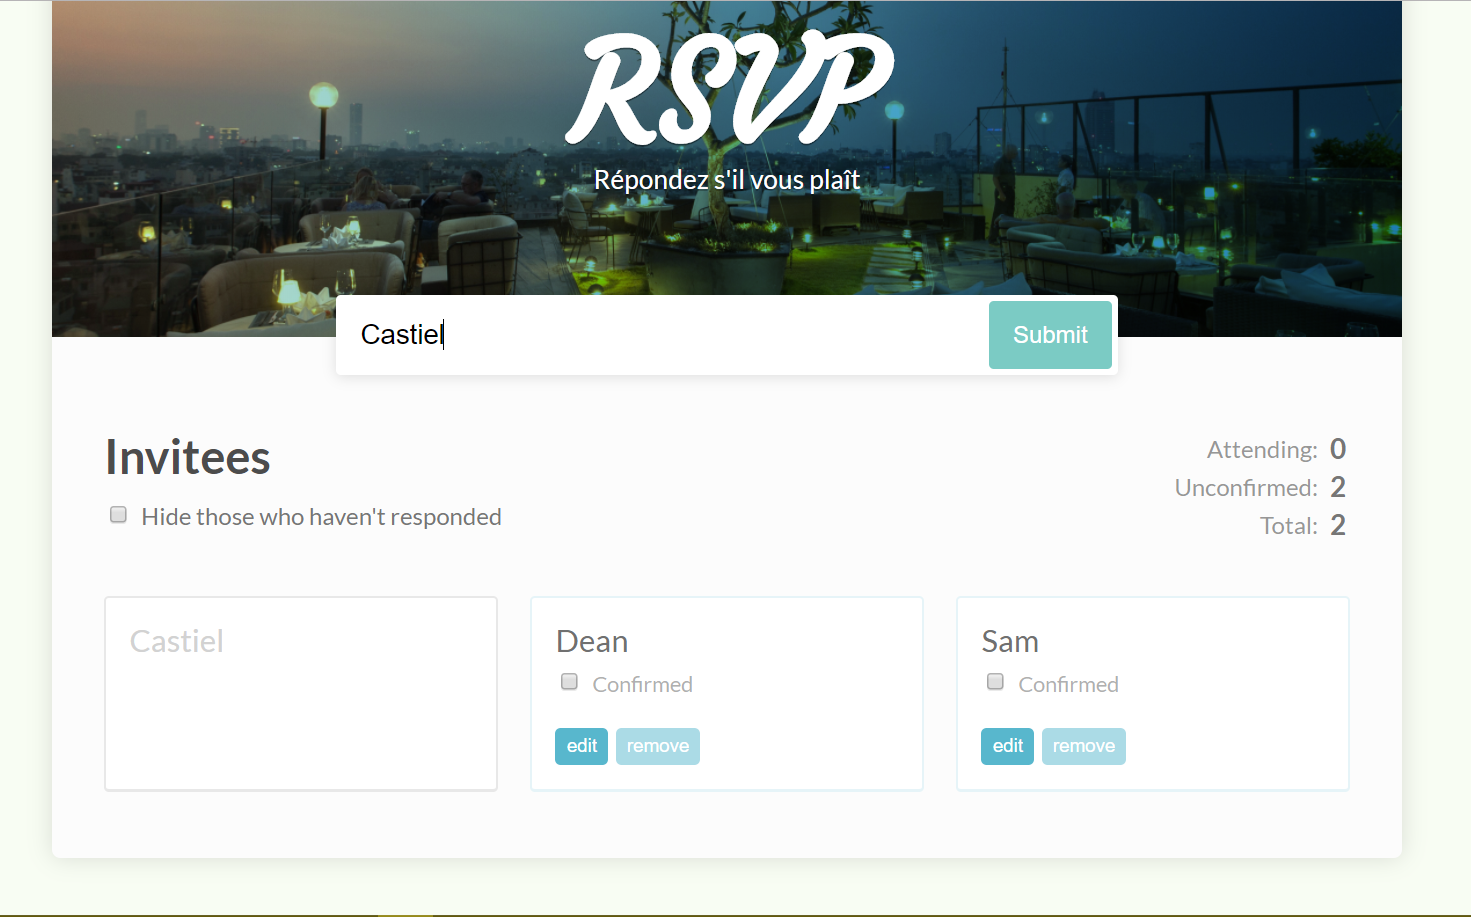 RSVP
Répondez s'il vous plaît
Castiel
Submit
Invitees
Hide those who haven't responded
Attending: 0
Unconfirmed: 2
Total: 2
Castiel
Dean
Confirmed
edit remove
Sam
Confirmed
edit remove